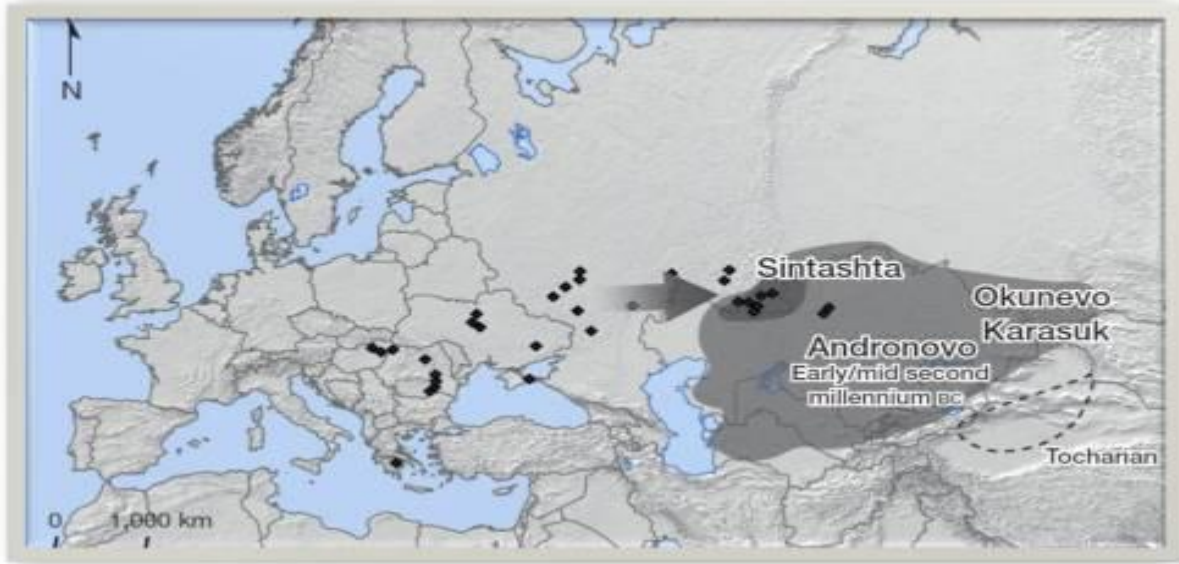 N
Sintashta
Okunevo
Karasuk
Andronovo
Early/mid second
millennium BC
Tocharian
0 1,000 km